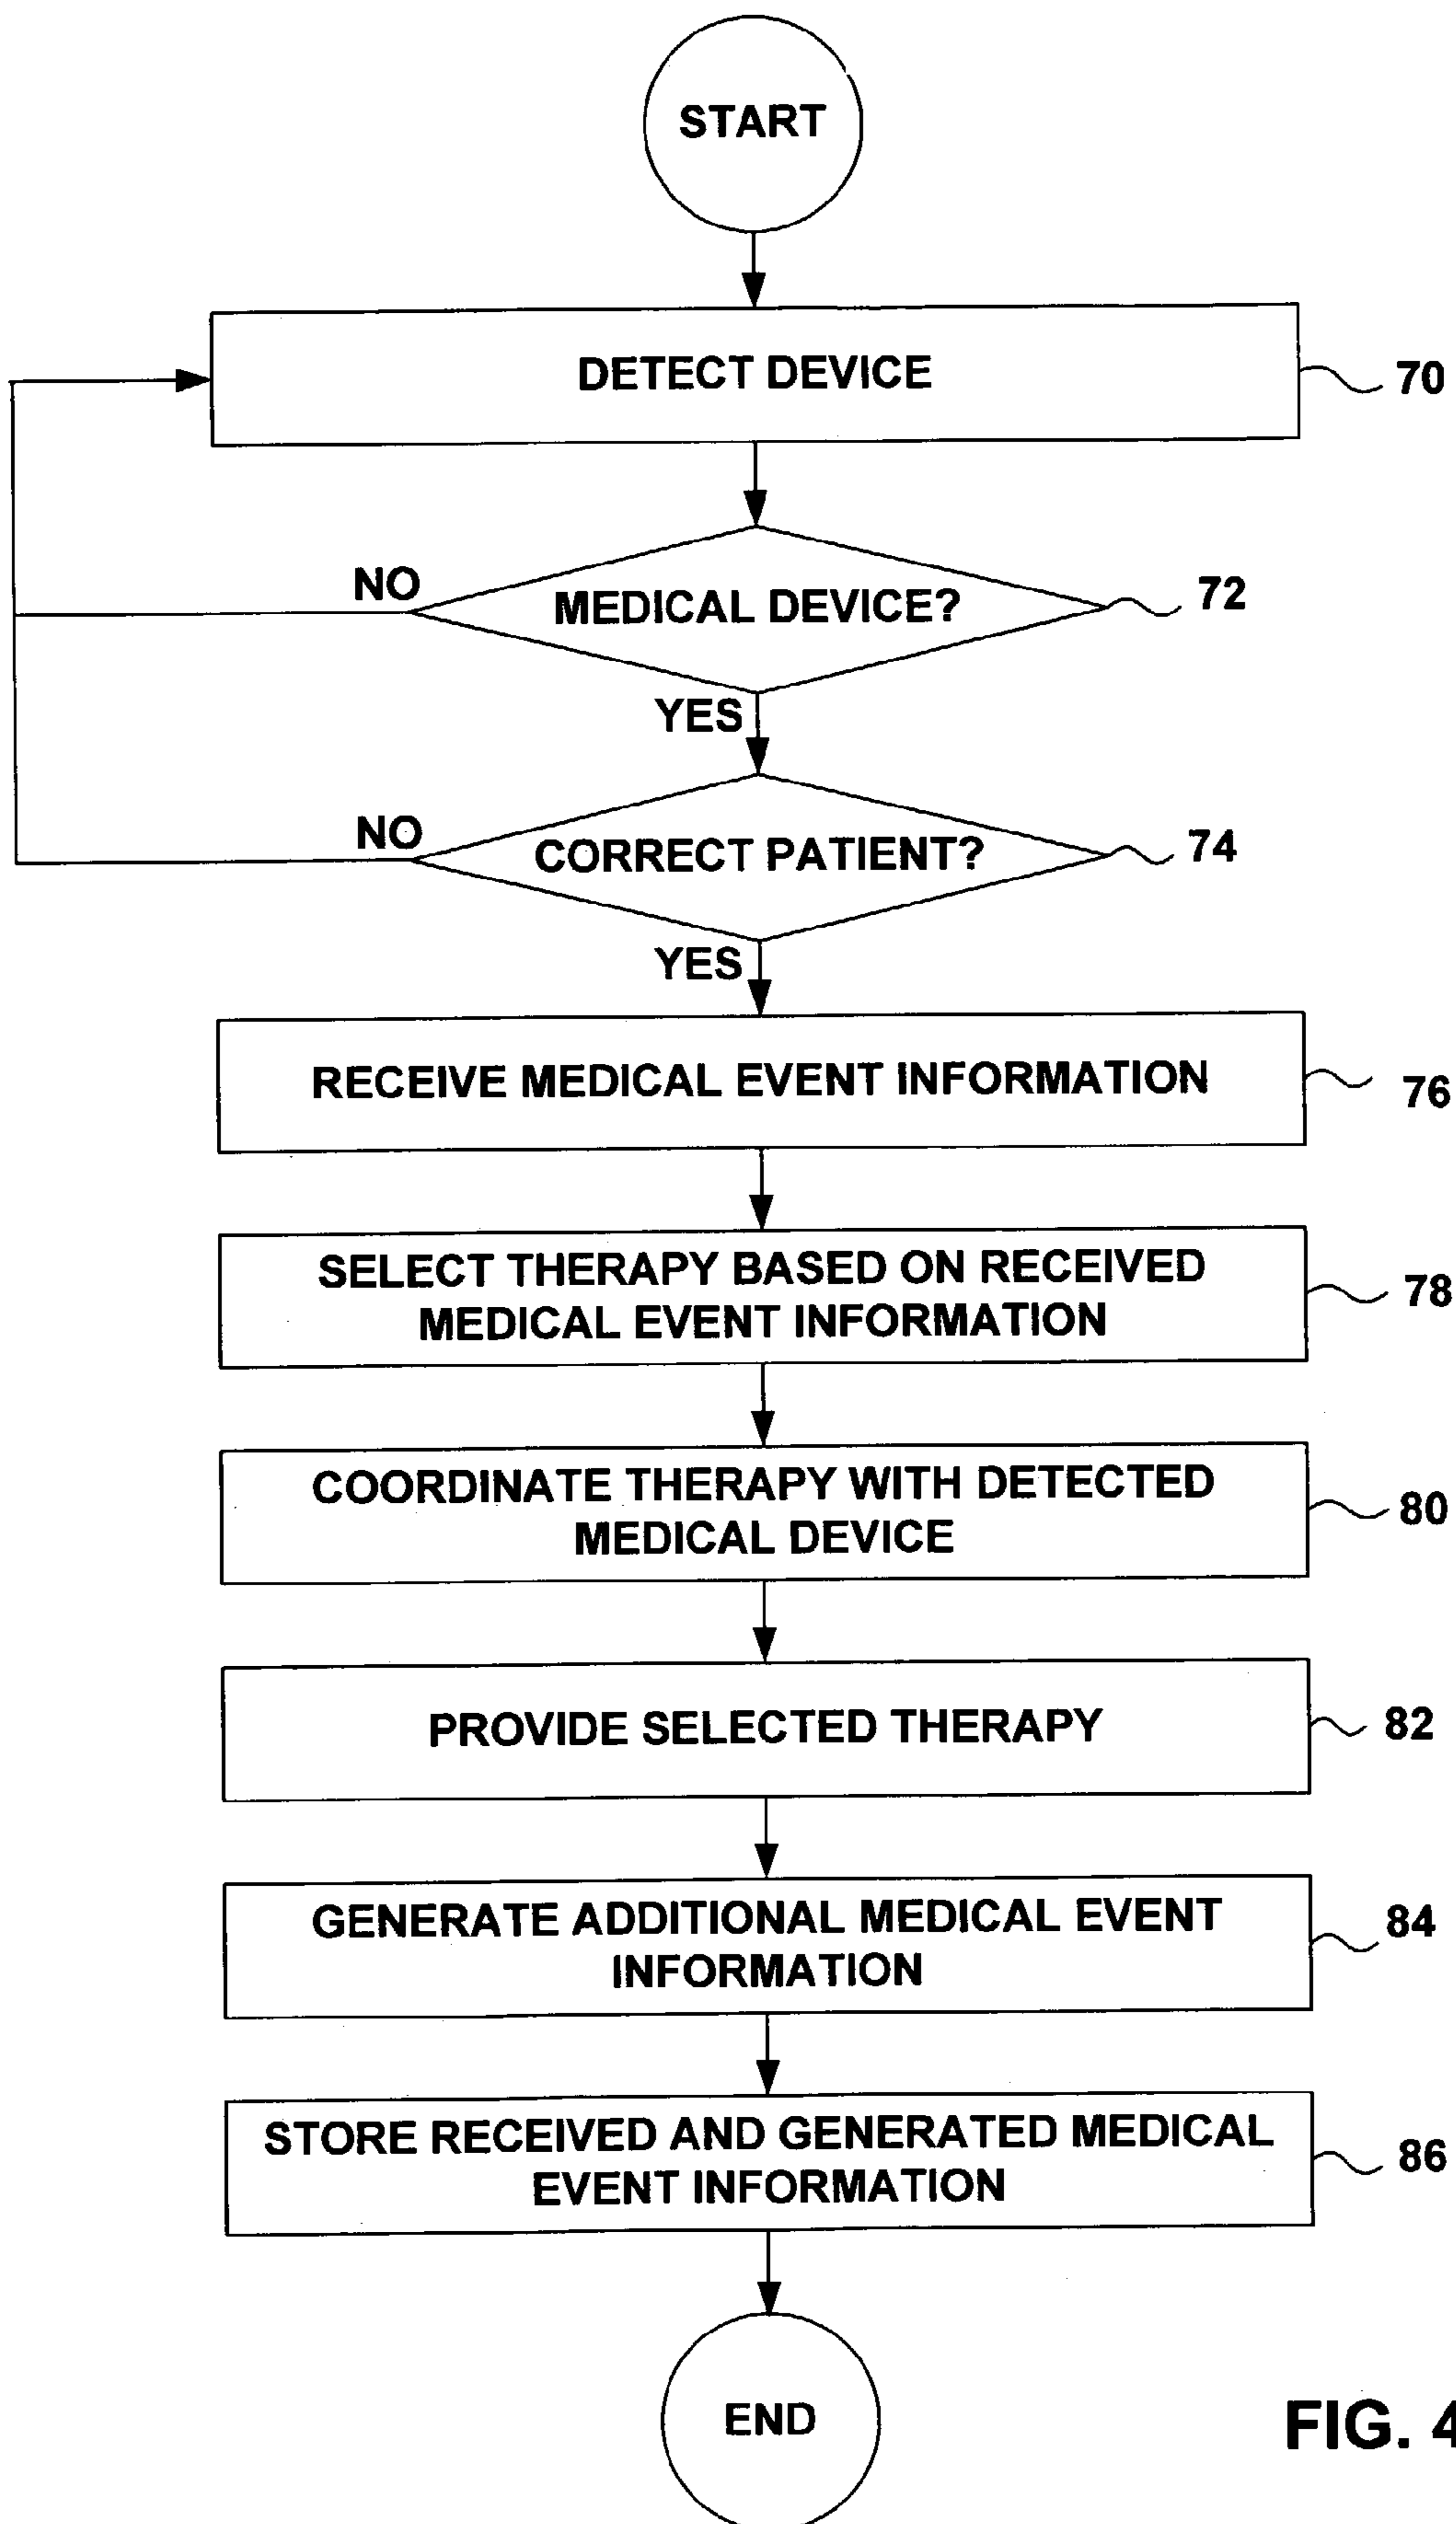 START
DETECT DEVICE
70
NO
MEDICAL DEVICE?
72
YES
NO
CORRECT PATIENT?
74
YES
RECEIVE MEDICAL EVENT INFORMATION
76
SELECT THERAPY BASED ON RECEIVED
MEDICAL EVENT INFORMATION
78
COORDINATE THERAPY WITH DETECTED
MEDICAL DEVICE
80
PROVIDE SELECTED THERAPY
82
GENERATE ADDITIONAL MEDICAL EVENT
INFORMATION
84
STORE RECEIVED AND GENERATED MEDICAL
EVENT INFORMATION
86
END
FIG. 4